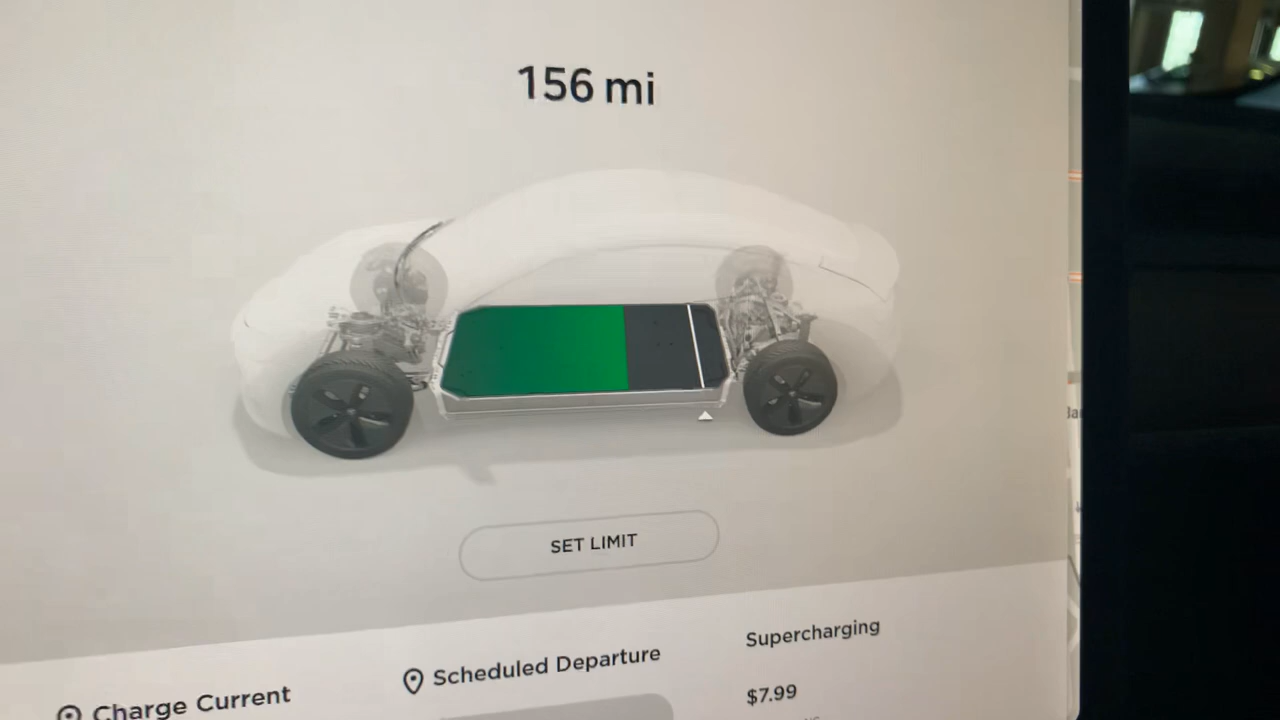 156 mi
SET LIMIT
Charge Current
Scheduled Departure
Supercharging
$7.99